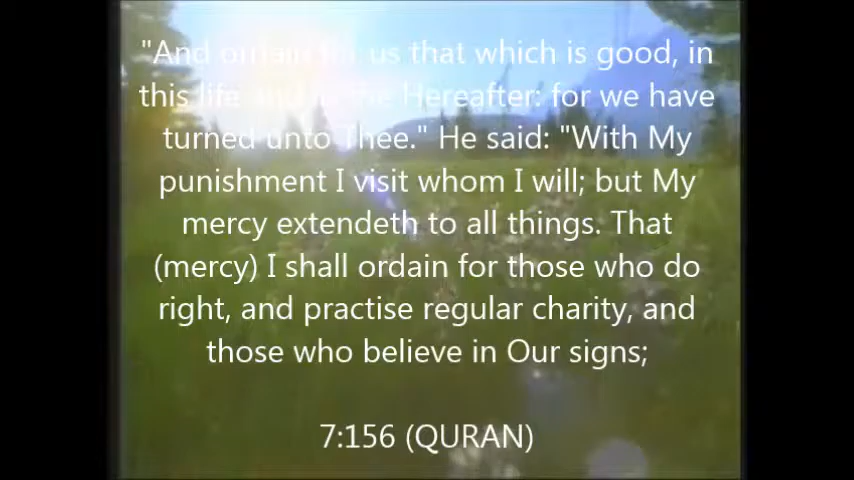 "And ordain for us that which is good, in
this life and in the Hereafter: for we have
turned unto Thee." He said: "With My
punishment I visit whom I will; but My
mercy extendeth to all things. That
(mercy) I shall ordain for those who do
right, and practise regular charity, and
those who believe in Our signs;
7:156 (QURAN)